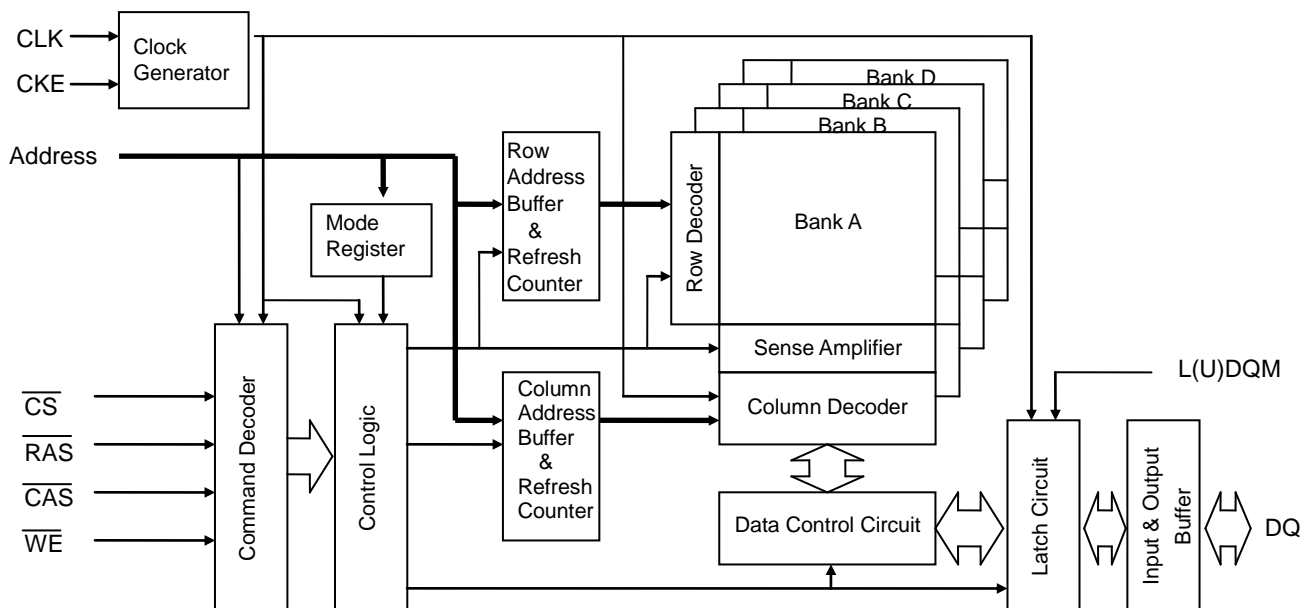 CLK
CKE
Clock
Generator
Bank D
Bank C
Bank B
Address
Row
Address
Buffer
&
Refresh
Counter
Row Decoder
Bank A
Mode
Register
Sense Amplifier
L(U)DQM
CS
RAS
CAS
WE
Command Decoder
Control Logic
Column
Address
Buffer
&
Refresh
Counter
Column Decoder
Data Control Circuit
Latch Circuit
Input & Output
Buffer
DQ